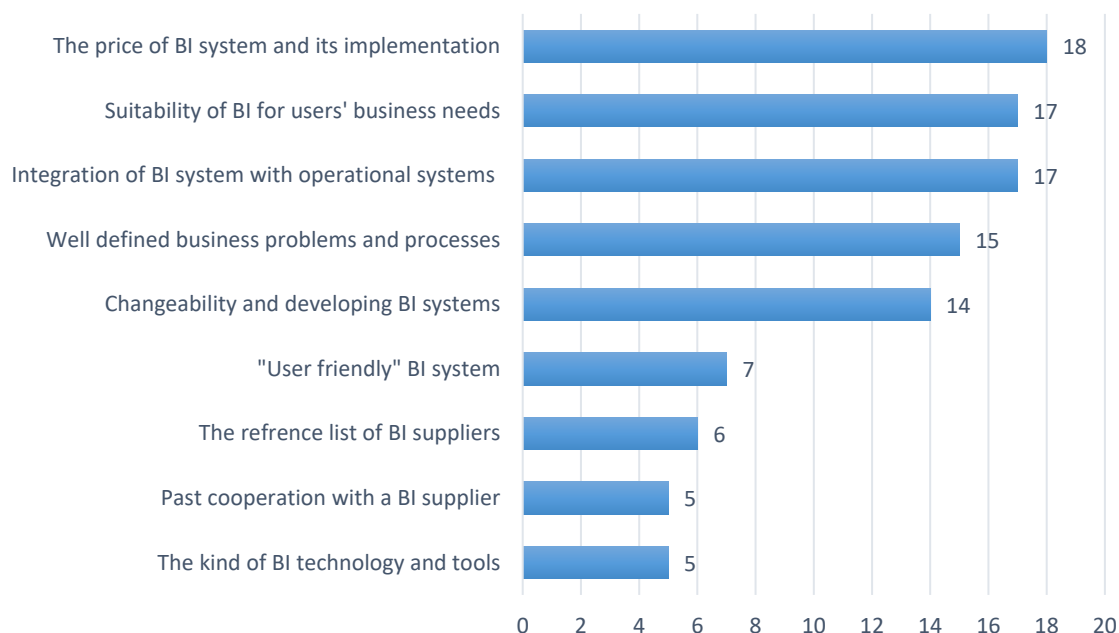 The price of BI system and its implementation 18
Suitability of BI for users' business needs 17
Integration of BI system with operational systems 17
Well defined business problems and processes 15
Changeability and developing BI systems 14
"User friendly" BI system 7
The refrence list of BI suppliers 6
Past cooperation with a BI supplier 5
The kind of BI technology and tools 5
0 2 4 6 8 10 12 14 16 18 20